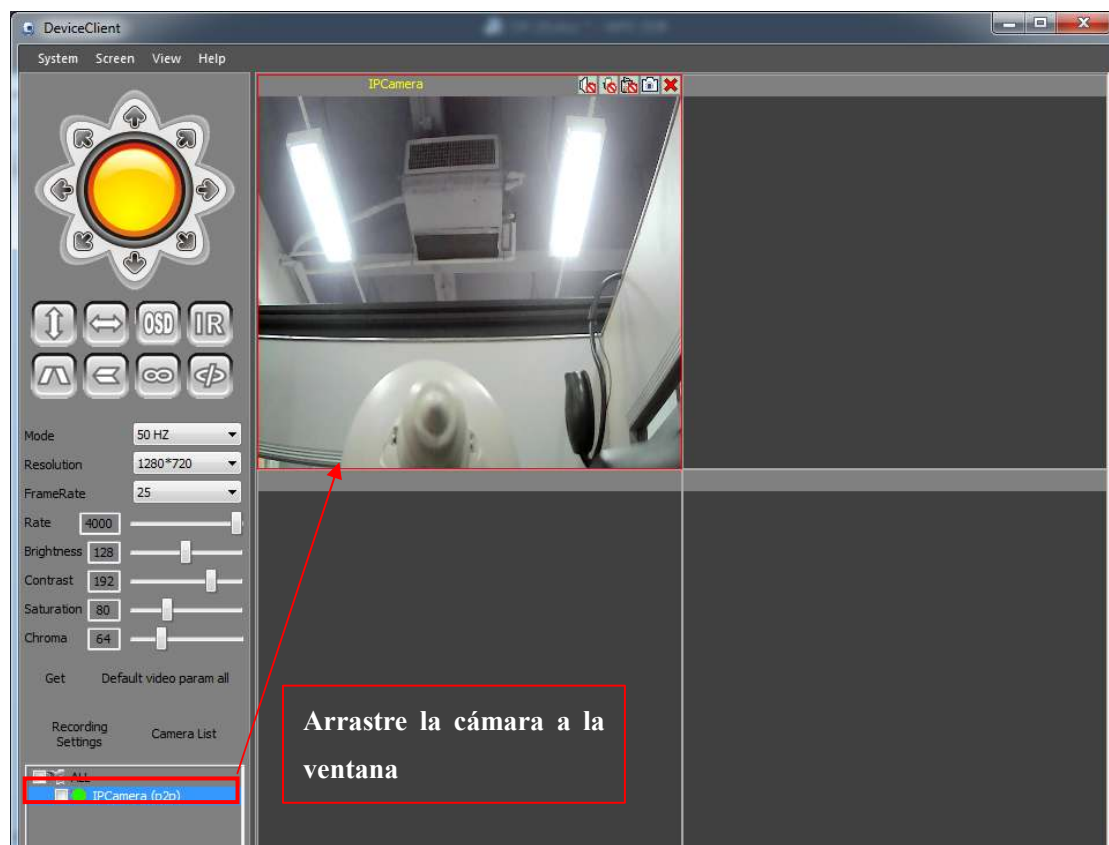 DeviceClient
System Screen View Help
IPCamera
OSD IR
Mode 50 HZ
Resolution 1280*720
FrameRate 25
Rate 4000
Brightness 128
Contrast 192
Saturation 80
Chroma 64
Get Default video param all
Recording
Settings
Camera List
ALL
IPCamera (p2p)
Arrastre la cámara a la
ventana